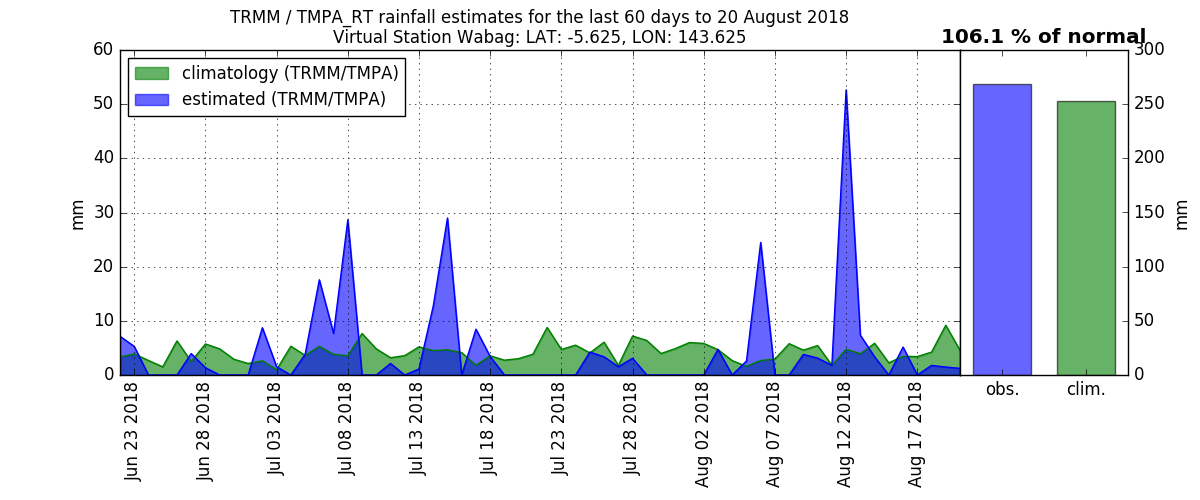 TRMM / TMPA_RT rainfall estimates for the last 60 days to 20 August 2018
Virtual Station Wabag: LAT: -5.625, LON: 143.625
106.1 % of normal
climatology (TRMM/TMPA)
estimated (TRMM/TMPA)
mm
60
50
40
30
20
10
0
Jun 23 2018
Jun 28 2018
Jul 03 2018
Jul 08 2018
Jul 13 2018
Jul 18 2018
Jul 23 2018
Jul 28 2018
Aug 02 2018
Aug 07 2018
Aug 12 2018
Aug 17 2018
obs.
clim.
300
250
200
150
100
50
0
mm